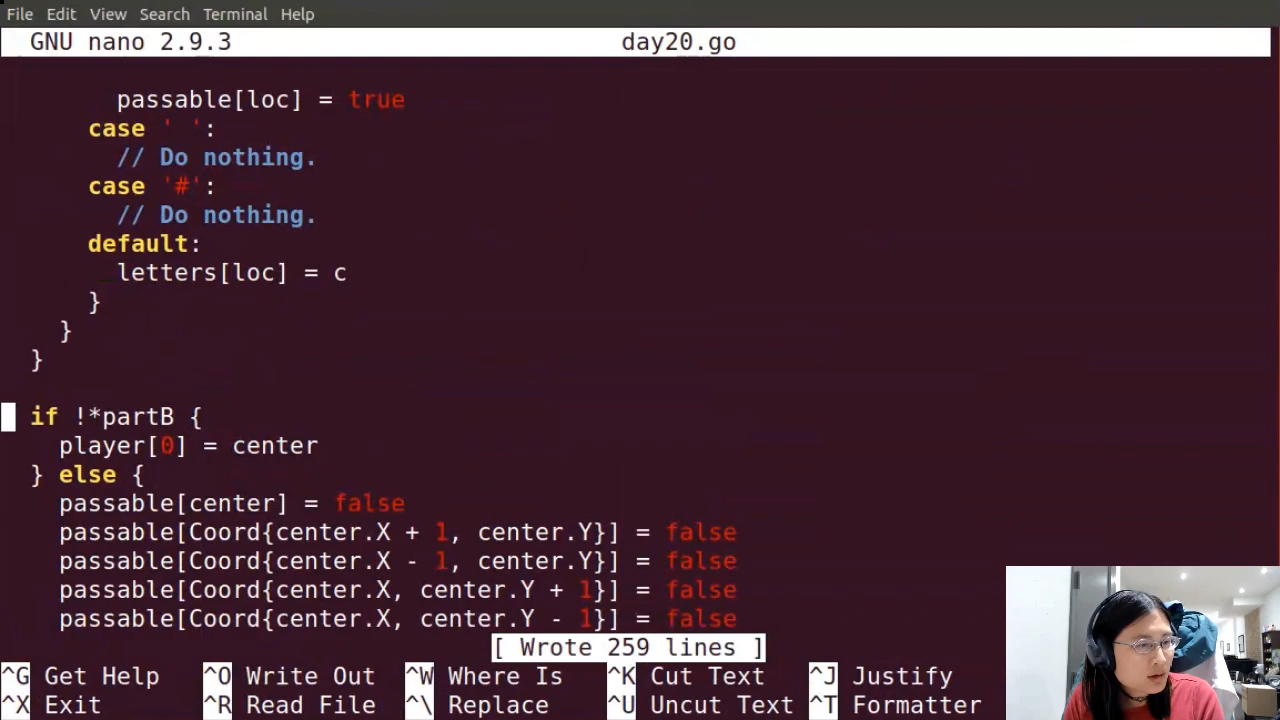 File Edit View Search Terminal Help
GNU nano 2.9.3 day20.go
passable[loc] = true
case ' ':
// Do nothing.
case '#':
// Do nothing.
default:
letters[loc] = c
}
}
}
if !*partB {
player[0] = center
} else {
passable[center] = false
passable[Coord{center.X + 1, center.Y}] = false
passable[Coord{center.X - 1, center.Y}] = false
passable[Coord{center.X, center.Y + 1}] = false
passable[Coord{center.X, center.Y - 1}] = false
[ Wrote 259 lines ]
^G Get Help ^O Write Out ^W Where Is ^K Cut Text ^J Justify
^X Exit ^R Read File ^\ Replace ^U Uncut Text ^T Formatter